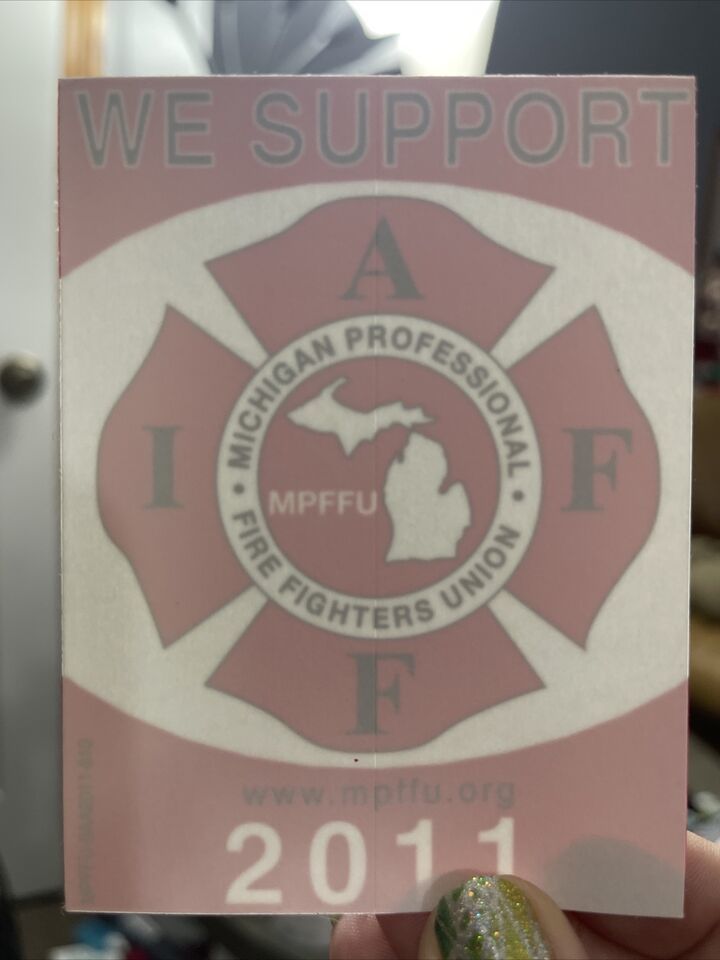 WE SUPPORT
A
MICHIGAN PROFESSIONAL
I
MPFFU
F
• FIRE FIGHTERS UNION •
F
www.mpffu.org
2011